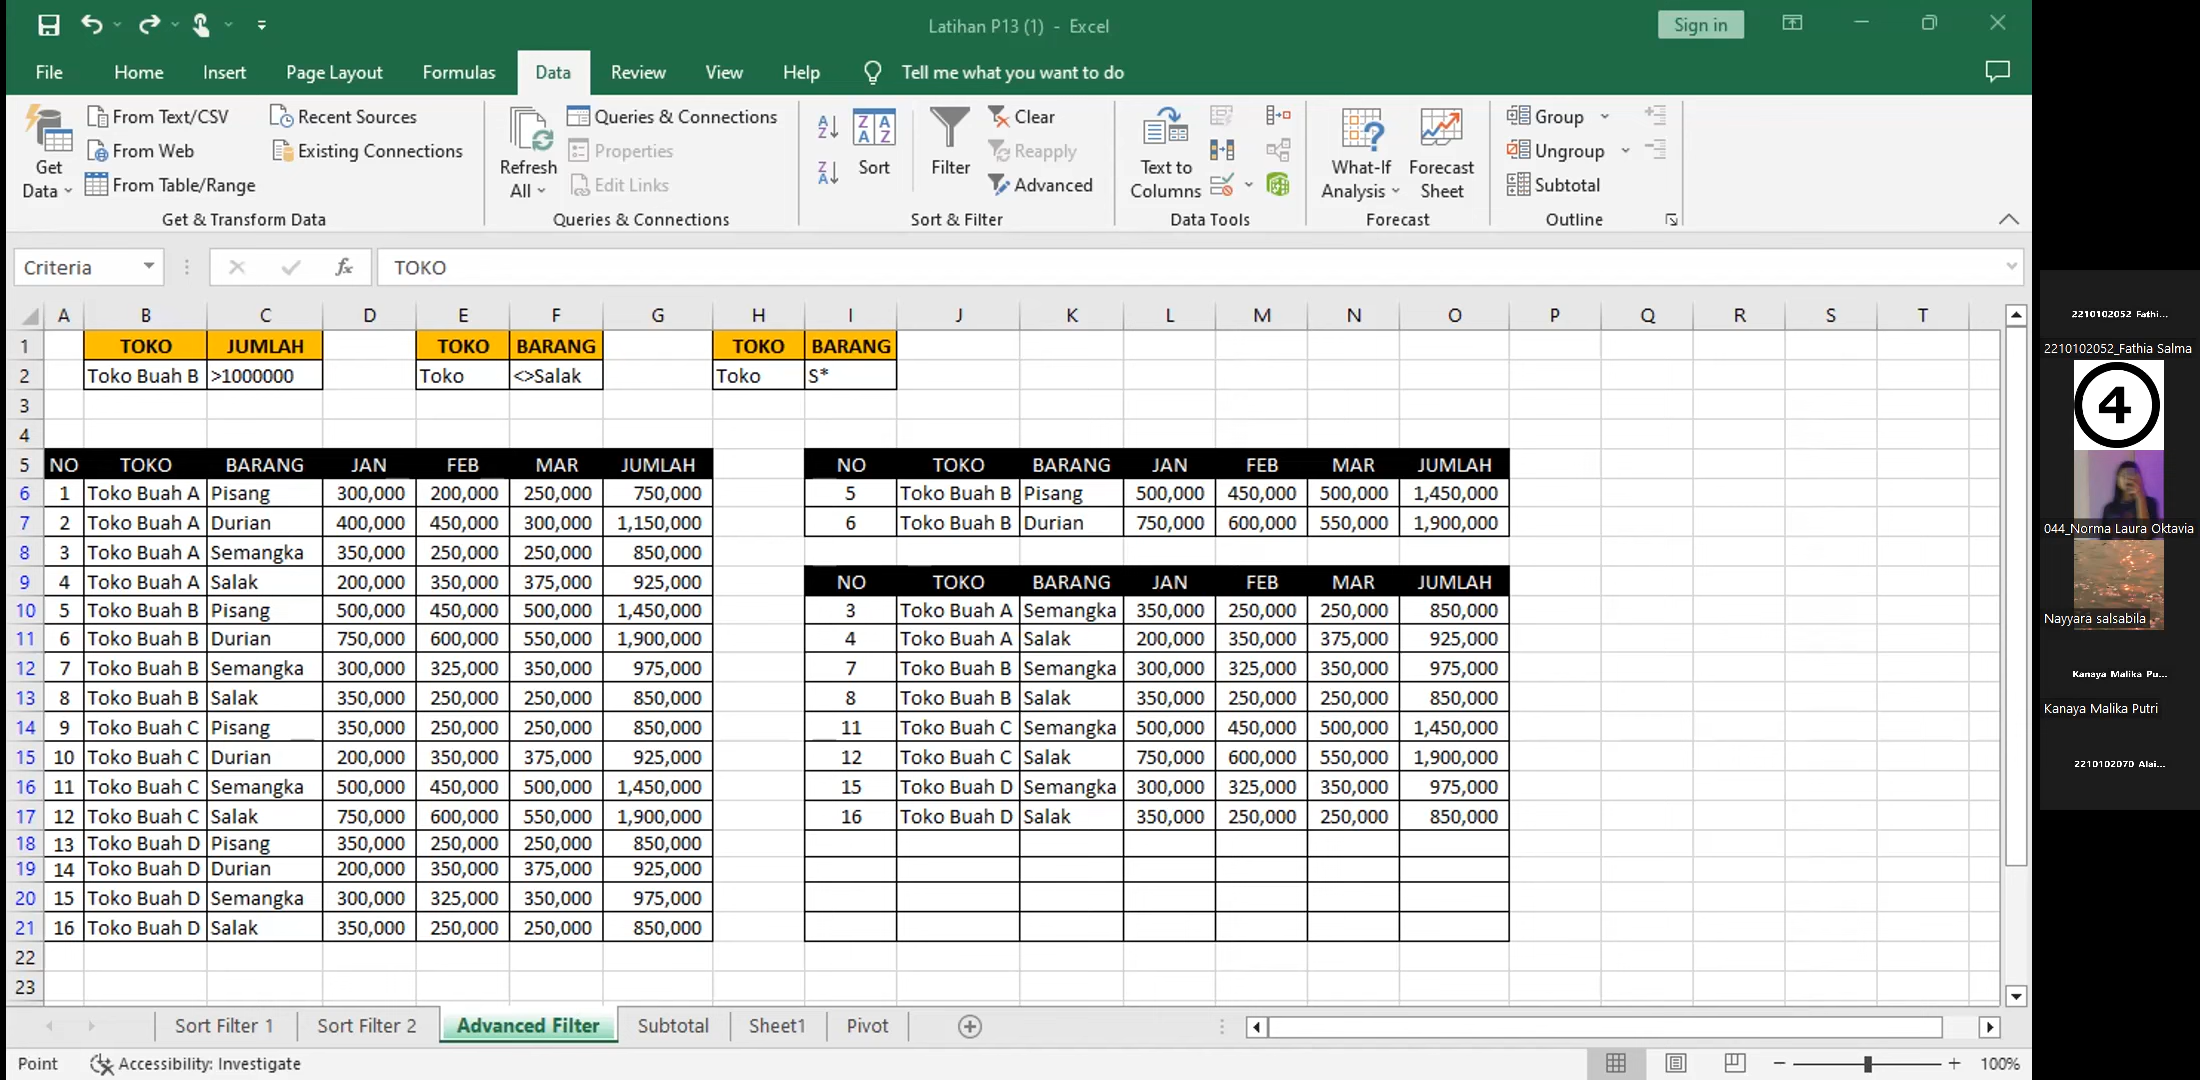 Latihan P13 (1) - Excel
Sign in
File Home Insert Page Layout Formulas Data Review View Help Tell me what you want to do
Get Data
From Text/CSV
From Web
From Table/Range
Recent Sources
Existing Connections
Get & Transform Data
Refresh All
Queries & Connections
Properties
Edit Links
Queries & Connections
Sort
Filter
Clear
Reapply
Advanced
Sort & Filter
Text to Columns
Data Tools
What-If Analysis
Forecast Sheet
Forecast
Group
Ungroup
Subtotal
Outline
Criteria fx TOKO
A B C D E F G H I J K L M N O P Q R S T
1 TOKO JUMLAH TOKO BARANG TOKO BARANG
2 Toko Buah B >1000000 Toko <>Salak Toko S*
3
4
5 NO TOKO BARANG JAN FEB MAR JUMLAH NO TOKO BARANG JAN FEB MAR JUMLAH
6 1 Toko Buah A Pisang 300,000 200,000 250,000 750,000 5 Toko Buah B Pisang 500,000 450,000 500,000 1,450,000
7 2 Toko Buah A Durian 400,000 450,000 300,000 1,150,000 6 Toko Buah B Durian 750,000 600,000 550,000 1,900,000
8 3 Toko Buah A Semangka 350,000 250,000 250,000 850,000
9 4 Toko Buah A Salak 200,000 350,000 375,000 925,000 NO TOKO BARANG JAN FEB MAR JUMLAH
10 5 Toko Buah B Pisang 500,000 450,000 500,000 1,450,000 3 Toko Buah A Semangka 350,000 250,000 250,000 850,000
11 6 Toko Buah B Durian 750,000 600,000 550,000 1,900,000 4 Toko Buah A Salak 200,000 350,000 375,000 925,000
12 7 Toko Buah B Semangka 300,000 325,000 350,000 975,000 7 Toko Buah B Semangka 300,000 325,000 350,000 975,000
13 8 Toko Buah B Salak 350,000 250,000 250,000 850,000 8 Toko Buah B Salak 350,000 250,000 250,000 850,000
14 9 Toko Buah C Pisang 350,000 250,000 250,000 850,000 11 Toko Buah C Semangka 500,000 450,000 500,000 1,450,000
15 10 Toko Buah C Durian 200,000 350,000 375,000 925,000 12 Toko Buah C Salak 750,000 600,000 550,000 1,900,000
16 11 Toko Buah C Semangka 500,000 450,000 500,000 1,450,000 15 Toko Buah D Semangka 300,000 325,000 350,000 975,000
17 12 Toko Buah C Salak 750,000 600,000 550,000 1,900,000 16 Toko Buah D Salak 350,000 250,000 250,000 850,000
18 13 Toko Buah D Pisang 350,000 250,000 250,000 850,000
19 14 Toko Buah D Durian 200,000 350,000 375,000 925,000
20 15 Toko Buah D Semangka 300,000 325,000 350,000 975,000
21 16 Toko Buah D Salak 350,000 250,000 250,000 850,000
22
23
Sort Filter 1 Sort Filter 2 Advanced Filter Subtotal Sheet1 Pivot
Point Accessibility: Investigate 100%
2210102052 Fathi...
2210102052_Fathia Salma
4
044_Norma Laura Oktavia
Nayyara salsabila
Kanaya Malika Pu...
Kanaya Malika Putri
2210102070 Alai...